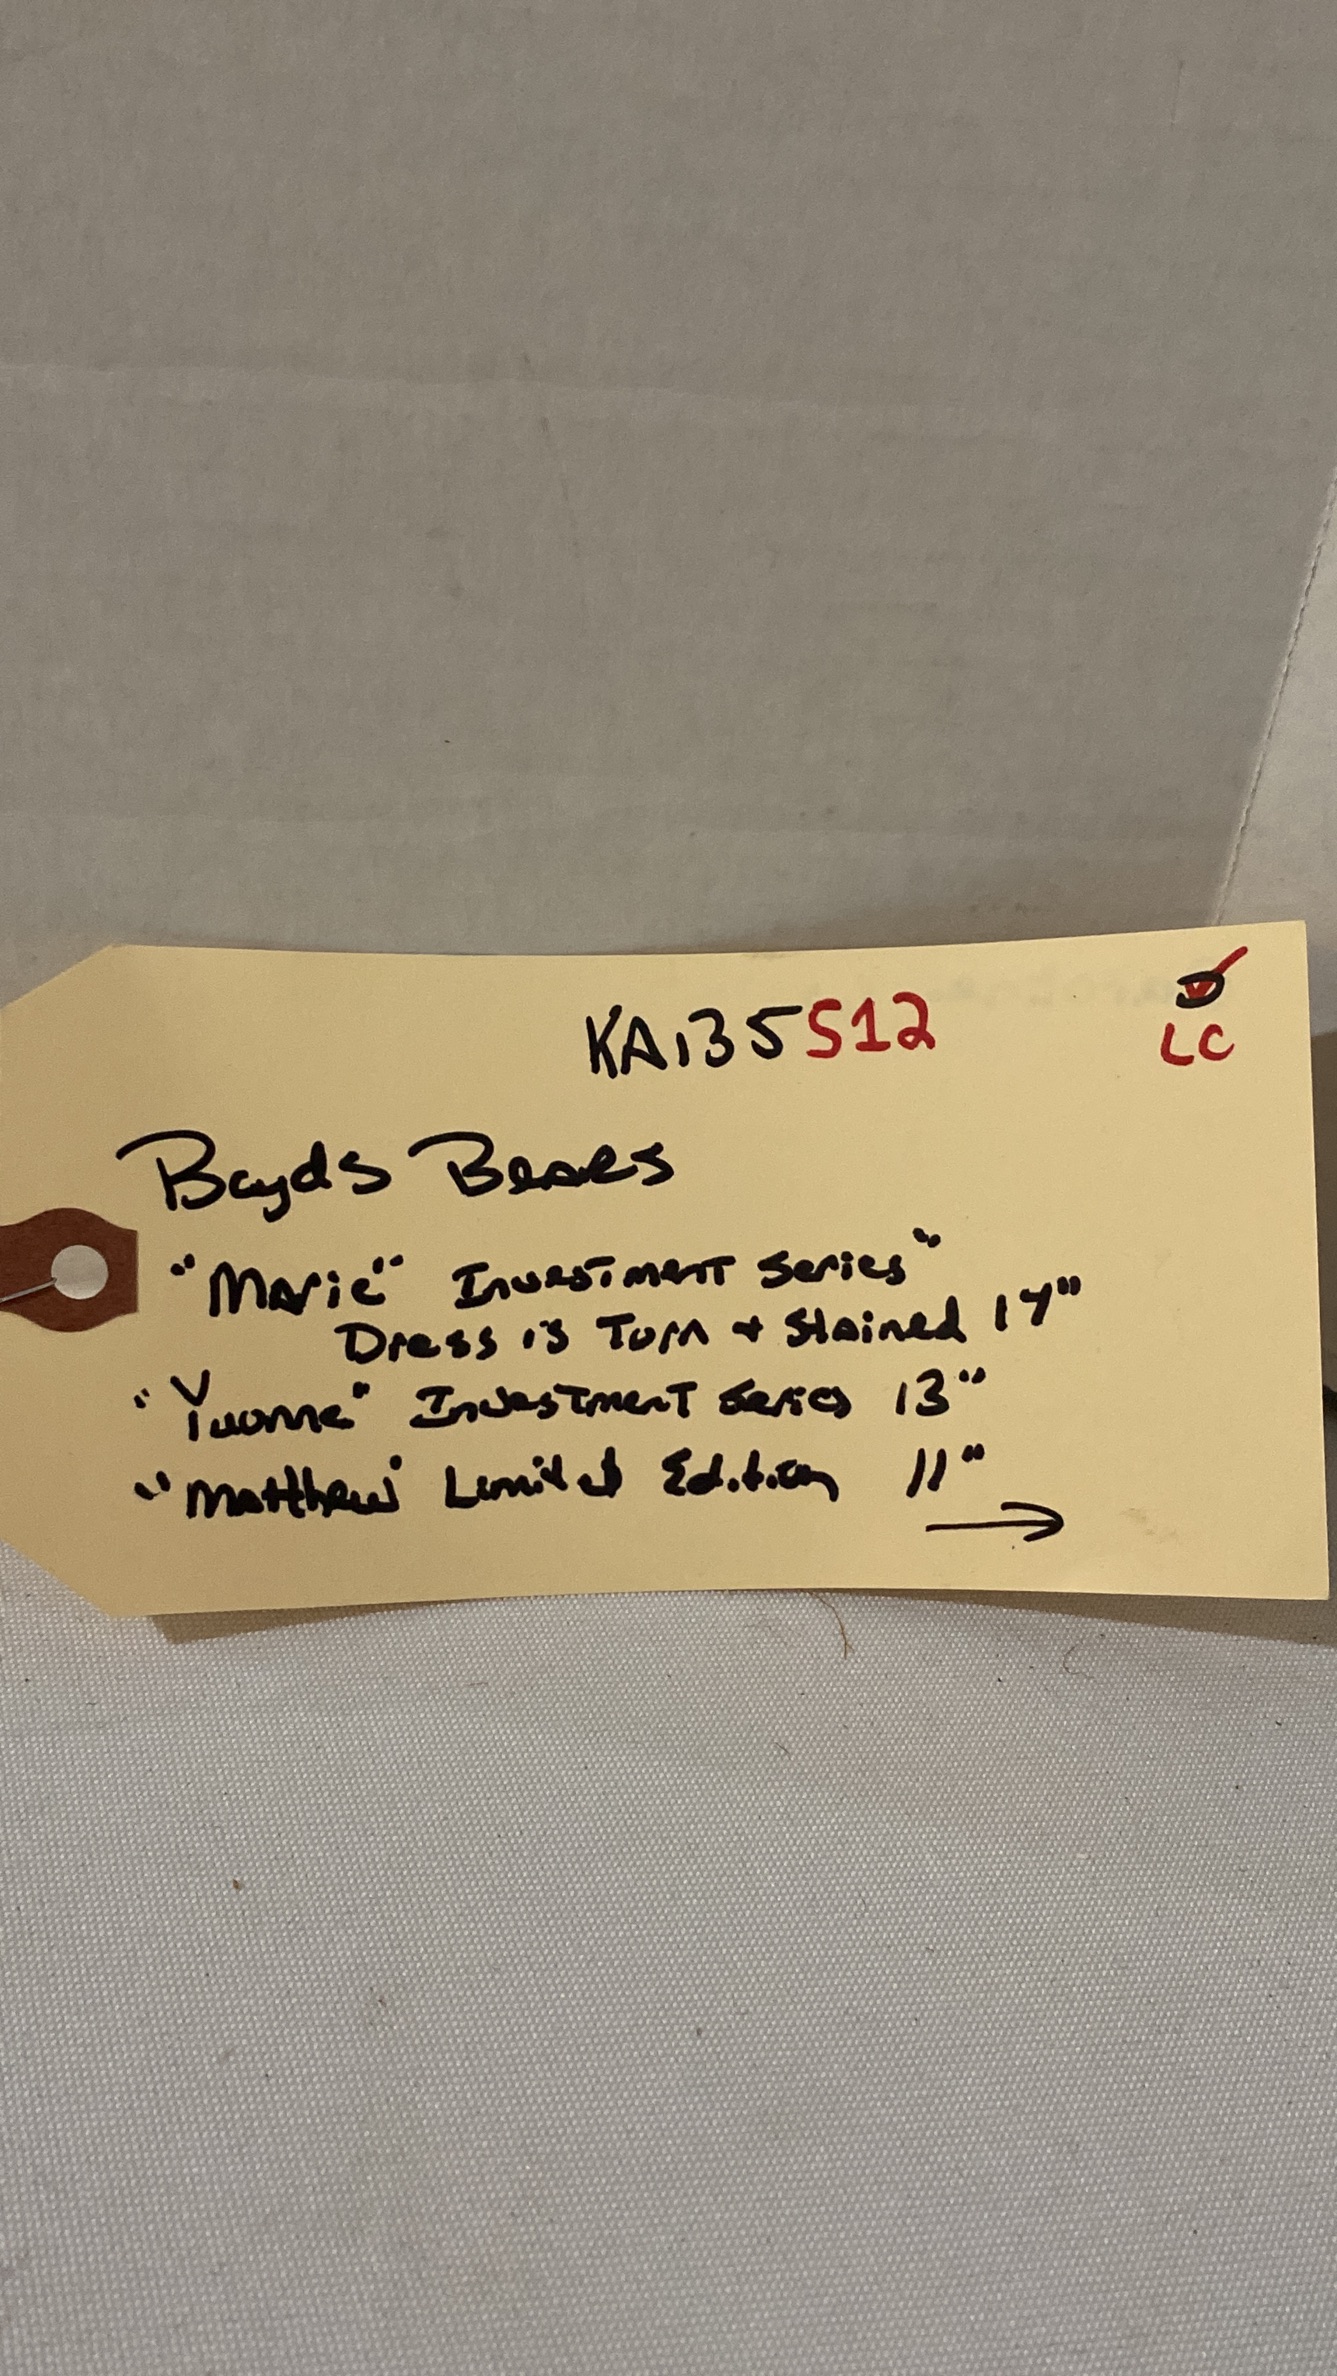 KA135S12
LC
Boyds Bears
"Marie" Investment Series"
Dress is Torn + Stained 14"
"Yvonne" Investment Series 13"
"Matthew" Limited Edition 11"
→